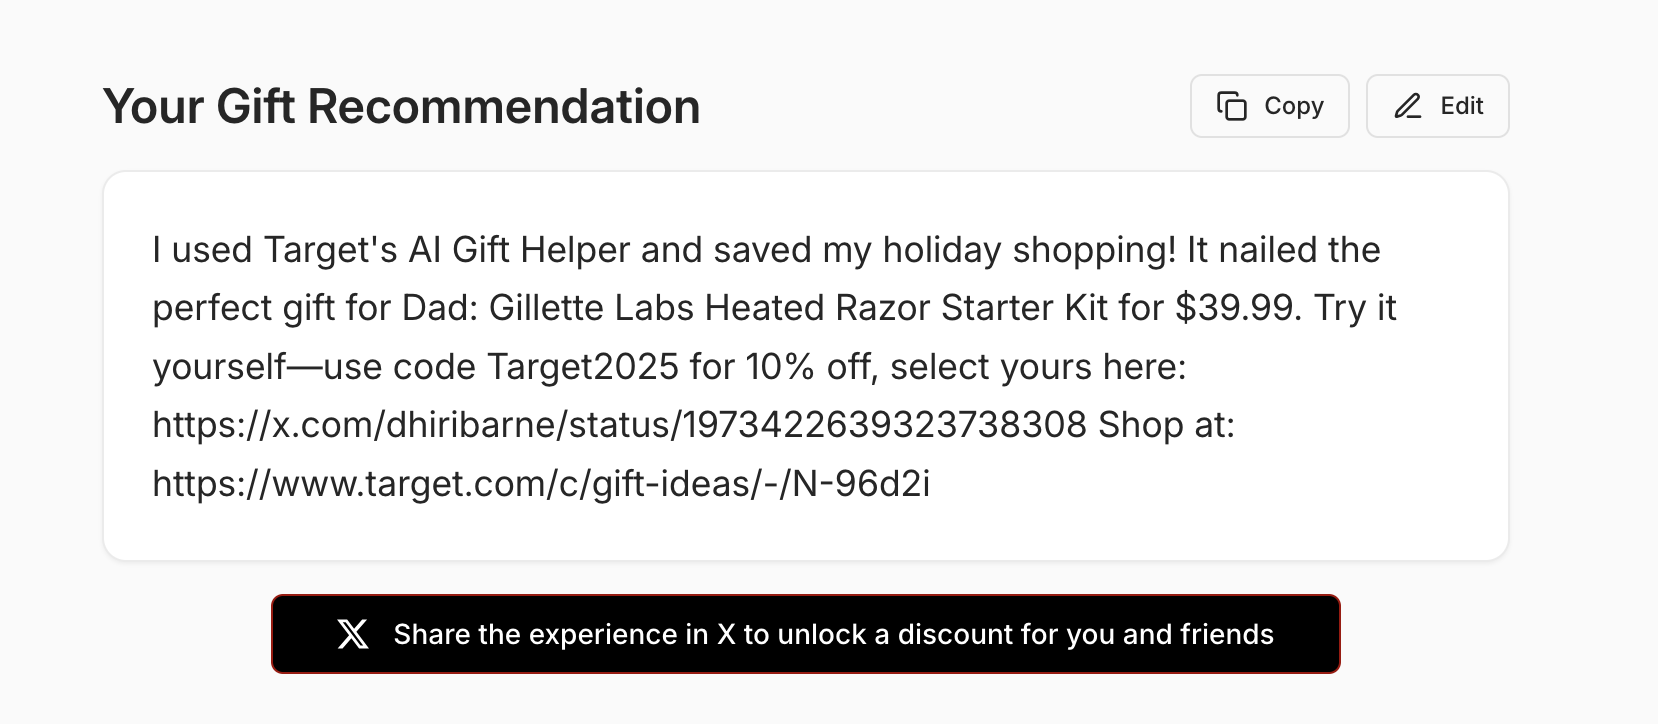 Your Gift Recommendation
Copy
Edit
I used Target's AI Gift Helper and saved my holiday shopping! It nailed the
perfect gift for Dad: Gillette Labs Heated Razor Starter Kit for $39.99. Try it
yourself—use code Target2025 for 10% off, select yours here:
https://x.com/dhiribarne/status/1973422639323738308 Shop at:
https://www.target.com/c/gift-ideas/-/N-96d2i
Share the experience in X to unlock a discount for you and friends